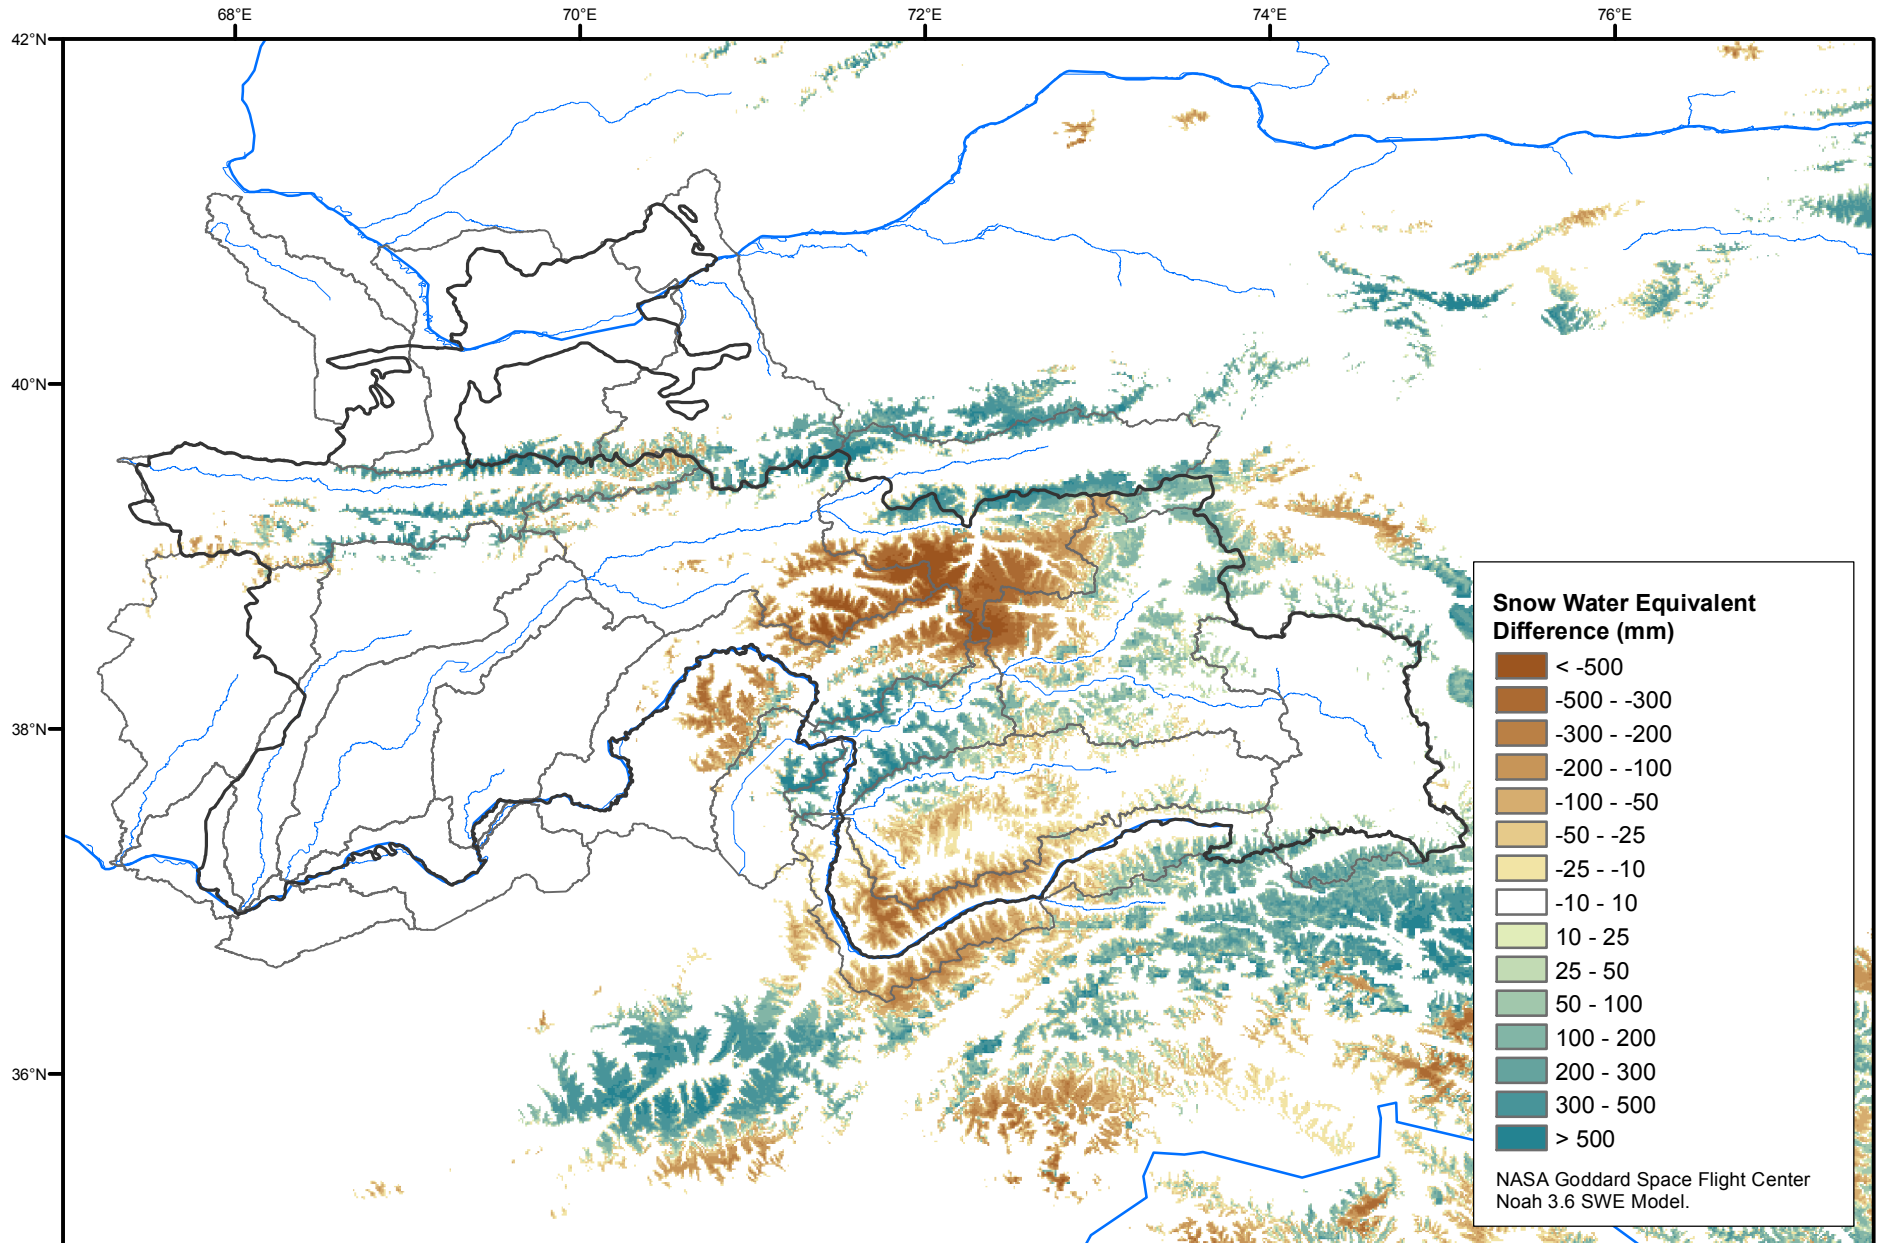 68°E
70°E
72°E
74°E
76°E
42°N
40°N
38°N
36°N
Snow Water Equivalent
Difference (mm)
< -500
-500 - -300
-300 - -200
-200 - -100
-100 - -50
-50 - -25
-25 - -10
-10 - 10
10 - 25
25 - 50
50 - 100
100 - 200
200 - 300
300 - 500
> 500
NASA Goddard Space Flight Center
Noah 3.6 SWE Model.